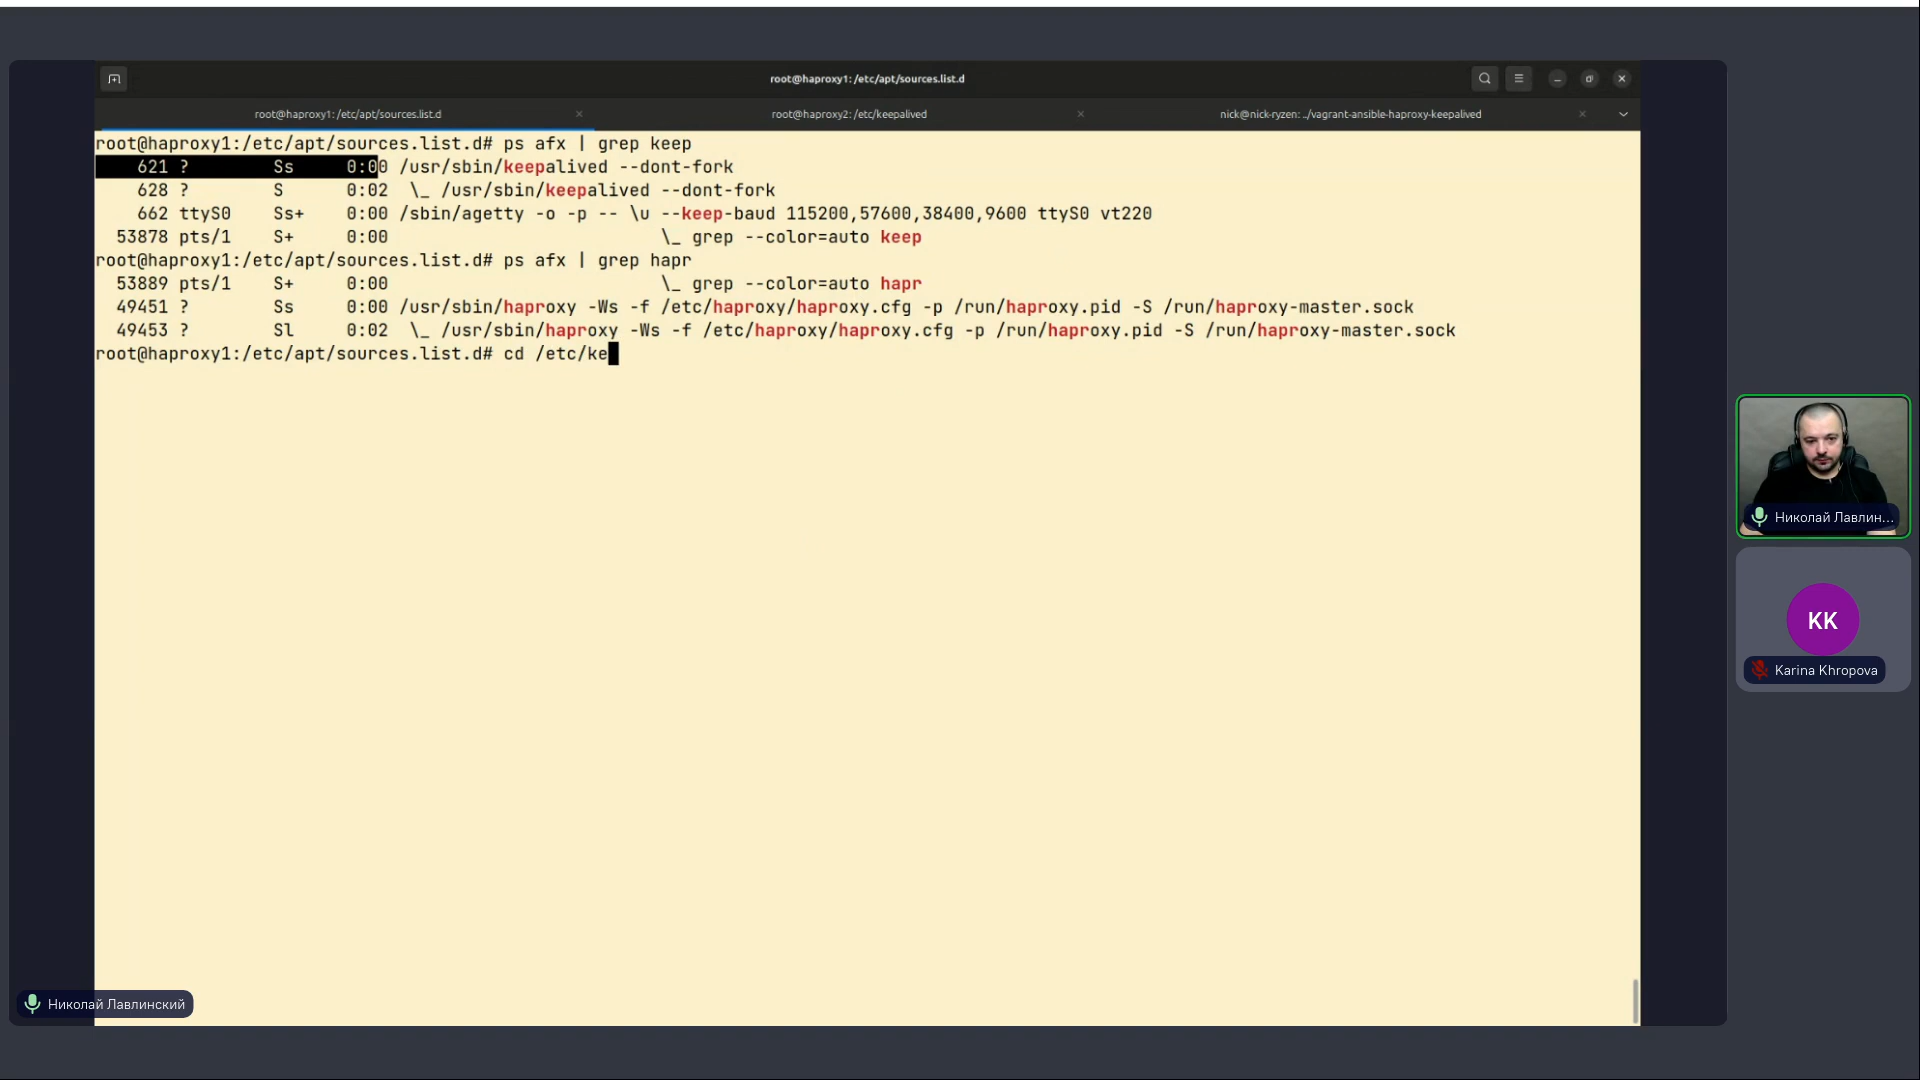 root@haproxy1: /etc/apt/sources.list.d
root@haproxy1: /etc/apt/sources.list.d
root@haproxy2: /etc/keepalived
nick@nick-ryzen: ../vagrant-ansible-haproxy-keepalived
root@haproxy1:/etc/apt/sources.list.d# ps afx | grep keep
621 ? Ss 0:00 /usr/sbin/keepalived --dont-fork
628 ? S 0:02 \_ /usr/sbin/keepalived --dont-fork
662 ttyS0 Ss+ 0:00 /sbin/agetty -o -p -- \u --keep-baud 115200,57600,38400,9600 ttyS0 vt220
53878 pts/1 S+ 0:00 \_ grep --color=auto keep
root@haproxy1:/etc/apt/sources.list.d# ps afx | grep hapr
53889 pts/1 S+ 0:00 \_ grep --color=auto hapr
49451 ? Ss 0:00 /usr/sbin/haproxy -Ws -f /etc/haproxy/haproxy.cfg -p /run/haproxy.pid -S /run/haproxy-master.sock
49453 ? Sl 0:02 \_ /usr/sbin/haproxy -Ws -f /etc/haproxy/haproxy.cfg -p /run/haproxy.pid -S /run/haproxy-master.sock
root@haproxy1:/etc/apt/sources.list.d# cd /etc/ke
Николай Лавлин...
KK
Karina Khropova
Николай Лавлинский